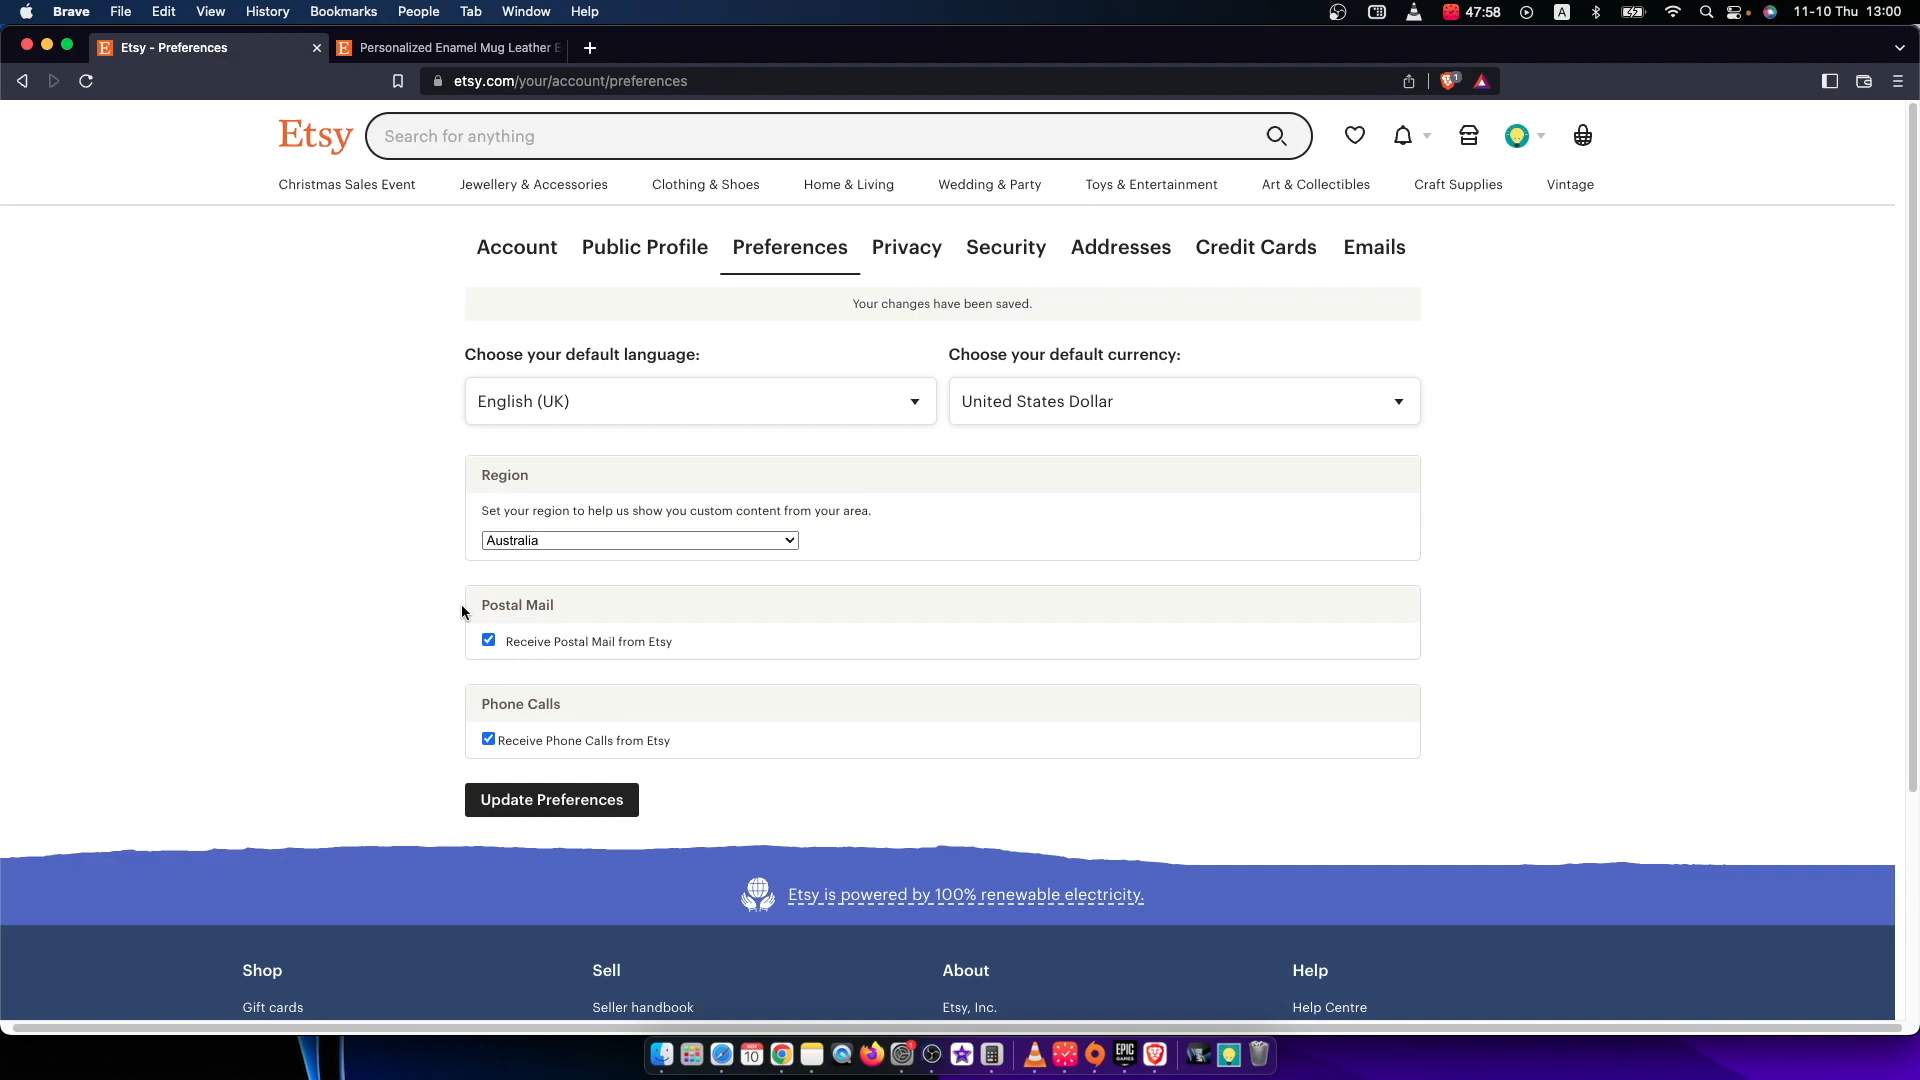 Brave File Edit View History Bookmarks People Tab Window Help 47:58 A 11-10 Thu 13:00
Etsy - Preferences Personalized Enamel Mug Leather E
etsy.com/your/account/preferences
Etsy Search for anything
Christmas Sales Event Jewellery & Accessories Clothing & Shoes Home & Living Wedding & Party Toys & Entertainment Art & Collectibles Craft Supplies Vintage
Account Public Profile Preferences Privacy Security Addresses Credit Cards Emails
Your changes have been saved.
Choose your default language: Choose your default currency:
English (UK) United States Dollar
Region
Set your region to help us show you custom content from your area.
Australia
Postal Mail
Receive Postal Mail from Etsy
Phone Calls
Receive Phone Calls from Etsy
Update Preferences
Etsy is powered by 100% renewable electricity.
Shop Sell About Help
Gift cards Seller handbook Etsy, Inc. Help Centre
NOV 10 EPIC GAMES